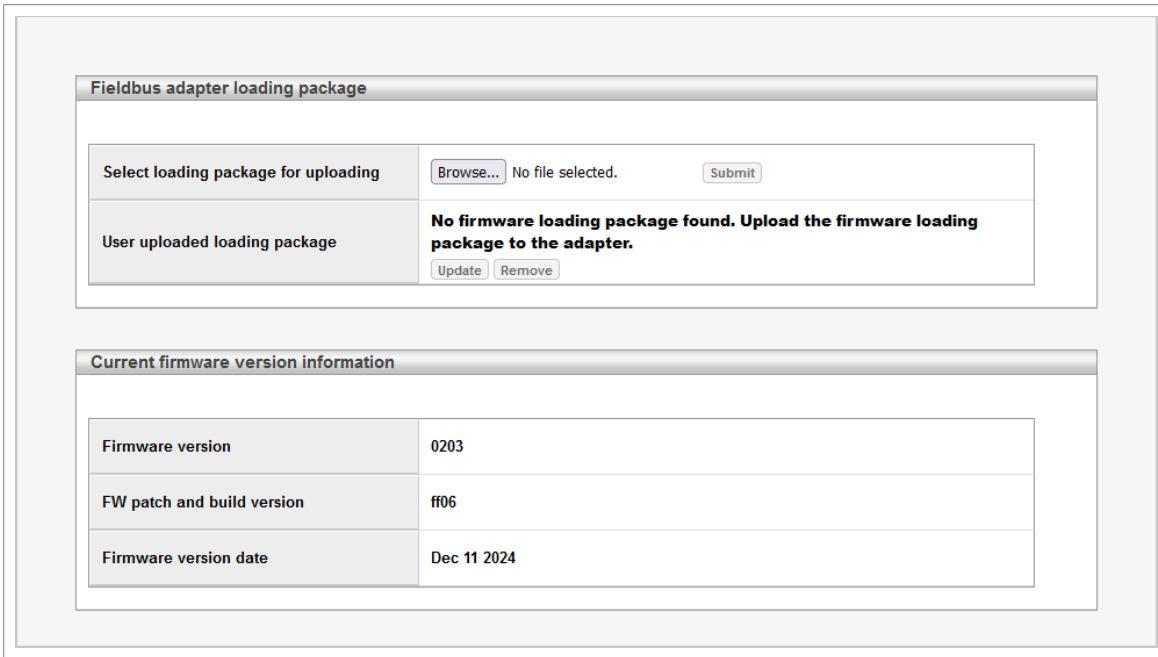 Fieldbus adapter loading package
Select loading package for uploading
Browse... No file selected. Submit
User uploaded loading package
No firmware loading package found. Upload the firmware loading
package to the adapter.
Update Remove
Current firmware version information
Firmware version 0203
FW patch and build version ff06
Firmware version date Dec 11 2024